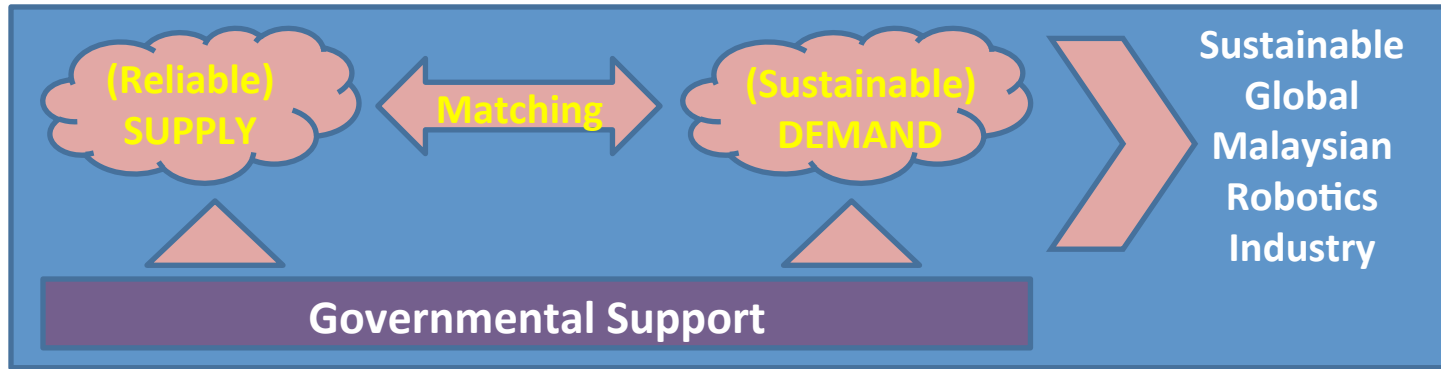 (Reliable)
SUPPLY
Matching
(Sustainable)
DEMAND
Sustainable
Global
Malaysian
Robotics
Industry
Governmental Support